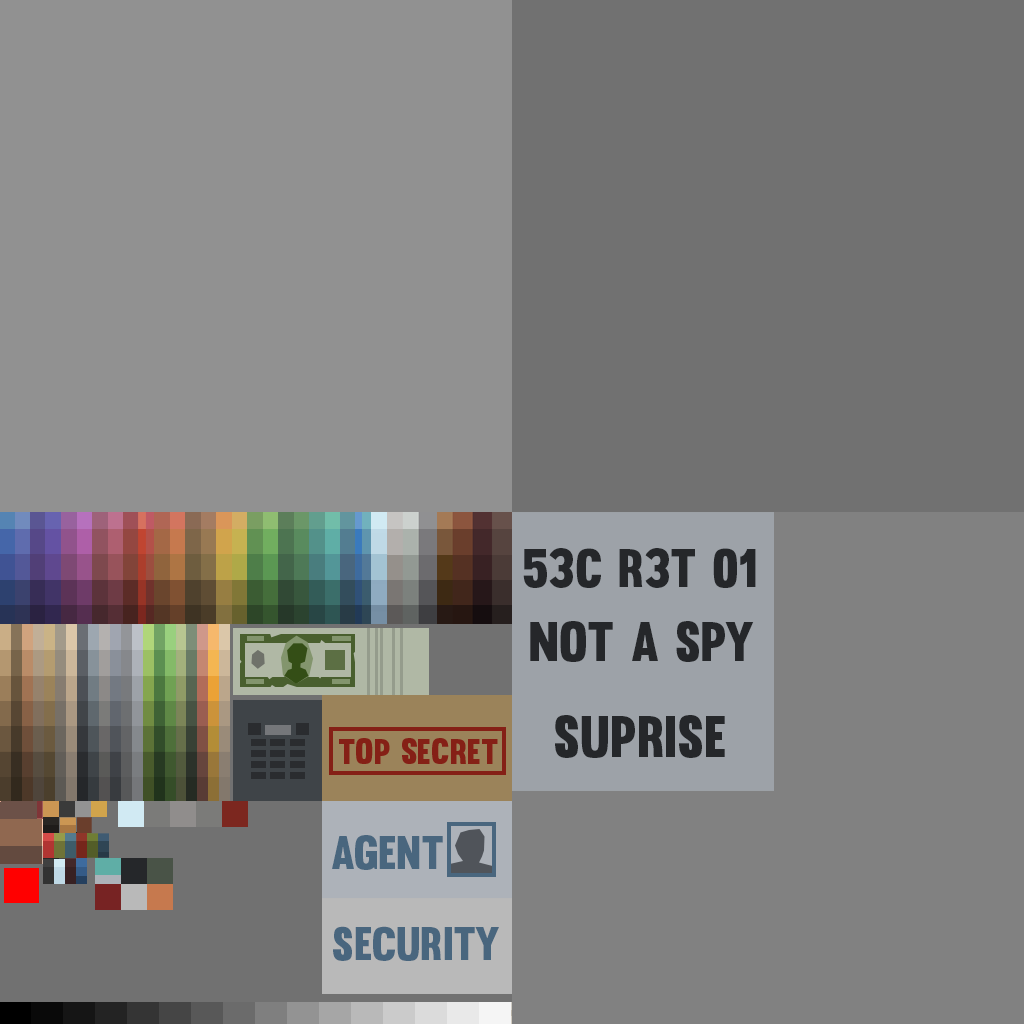 53C R3T 01
NOT A SPY
SUPRISE
TOP SECRET
AGENT
SECURITY